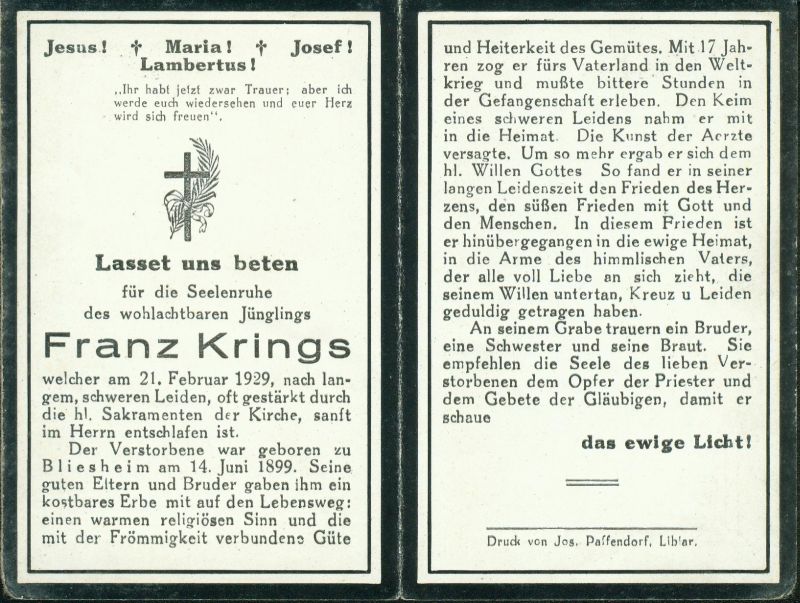 Jesus! ✝ Maria! ✝ Josef!
Lambertus!
„Ihr habt jetzt zwar Trauer; aber ich
werde euch wiedersehen und euer Herz
wird sich freuen".
Lasset uns beten
für die Seelenruhe
des wohlachtbaren Jünglings
Franz Krings
welcher am 21. Februar 1929, nach lan-
gem, schweren Leiden, oft gestärkt durch
die hl. Sakramenten der Kirche, sanft
im Herrn entschlafen ist.
Der Verstorbene war geboren zu
Bliesheim am 14. Juni 1899. Seine
guten Eltern und Bruder gaben ihm ein
kostbares Erbe mit auf den Lebensweg:
einen warmen religiösen Sinn und die
mit der Frömmigkeit verbundene Güte
und Heiterkeit des Gemütes. Mit 17 Jah-
ren zog er fürs Vaterland in den Welt-
krieg und mußte bittere Stunden in
der Gefangenschaft erleben. Den Keim
eines schweren Leidens nahm er mit
in die Heimat. Die Kunst der Aerzte
versagte. Um so mehr ergab er sich dem
hl. Willen Gottes So fand er in seiner
langen Leidenszeit den Frieden des Her-
zens, den süßen Frieden mit Gott und
den Menschen. In diesem Frieden ist
er hinübergegangen in die ewige Heimat,
in die Arme des himmlischen Vaters,
der alle voll Liebe an sich zieht, die
seinem Willen untertan, Kreuz u Leiden
geduldig getragen haben.
An seinem Grabe trauern ein Bruder,
eine Schwester und seine Braut. Sie
empfehlen die Seele des lieben Ver-
storbenen dem Opfer der Priester und
dem Gebete der Gläubigen, damit er
schaue
das ewige Licht!
Druck von Jos. Paffendorf, Liblar.